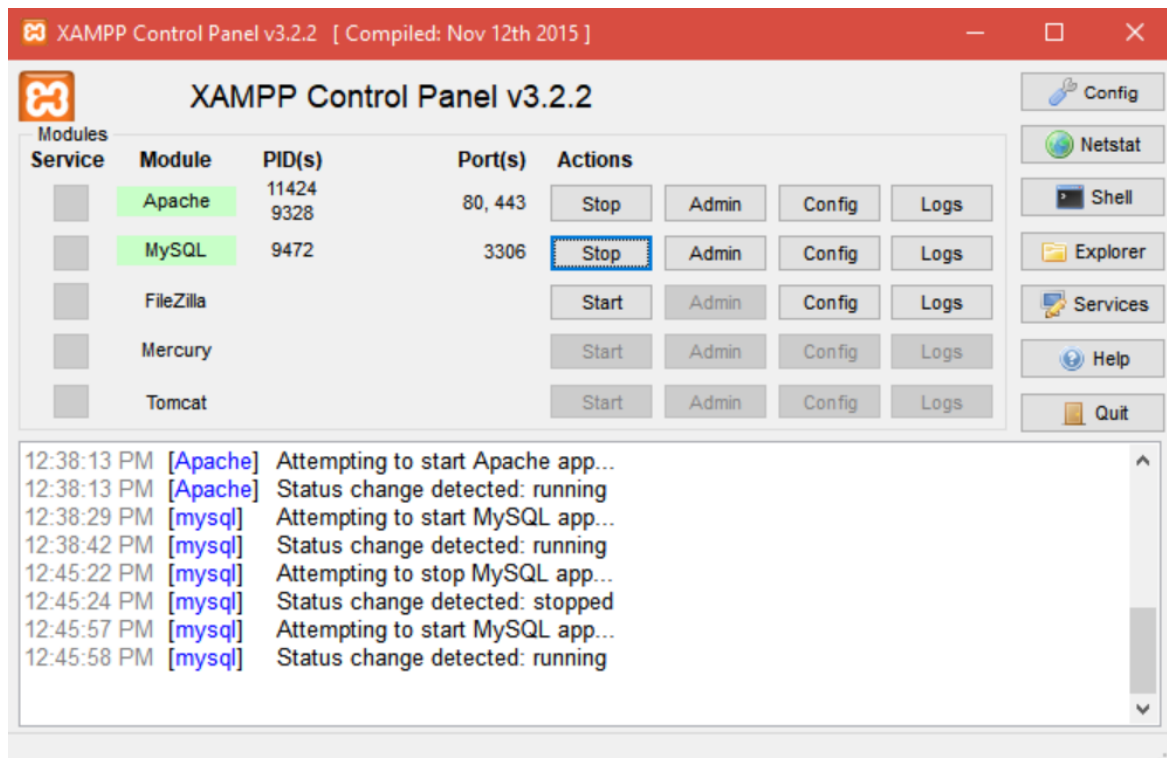 XAMPP Control Panel v3.2.2 [ Compiled: Nov 12th 2015 ]
XAMPP Control Panel v3.2.2
Config
Modules
Service Module PID(s) Port(s) Actions
Netstat
Apache 11424 9328 80, 443 Stop Admin Config Logs
Shell
MySQL 9472 3306 Stop Admin Config Logs
Explorer
FileZilla Start Admin Config Logs
Services
Mercury Start Admin Config Logs
Help
Tomcat Start Admin Config Logs
Quit
12:38:13 PM [Apache] Attempting to start Apache app...
12:38:13 PM [Apache] Status change detected: running
12:38:29 PM [mysql] Attempting to start MySQL app...
12:38:42 PM [mysql] Status change detected: running
12:45:22 PM [mysql] Attempting to stop MySQL app...
12:45:24 PM [mysql] Status change detected: stopped
12:45:57 PM [mysql] Attempting to start MySQL app...
12:45:58 PM [mysql] Status change detected: running